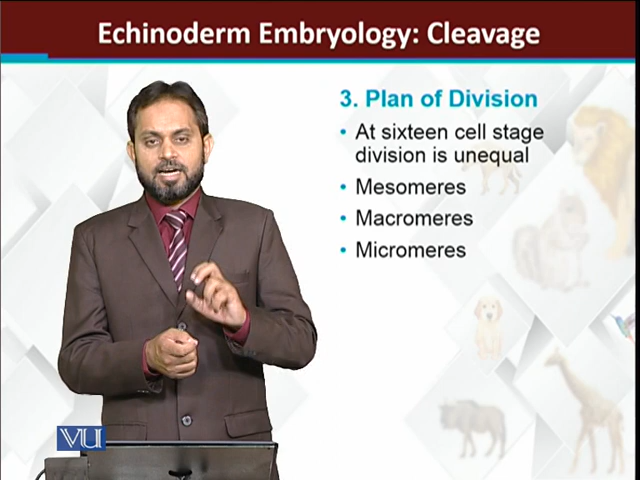 Echinoderm Embryology: Cleavage
3. Plan of Division
• At sixteen cell stage
division is unequal
• Mesomeres
• Macromeres
• Micromeres
VU